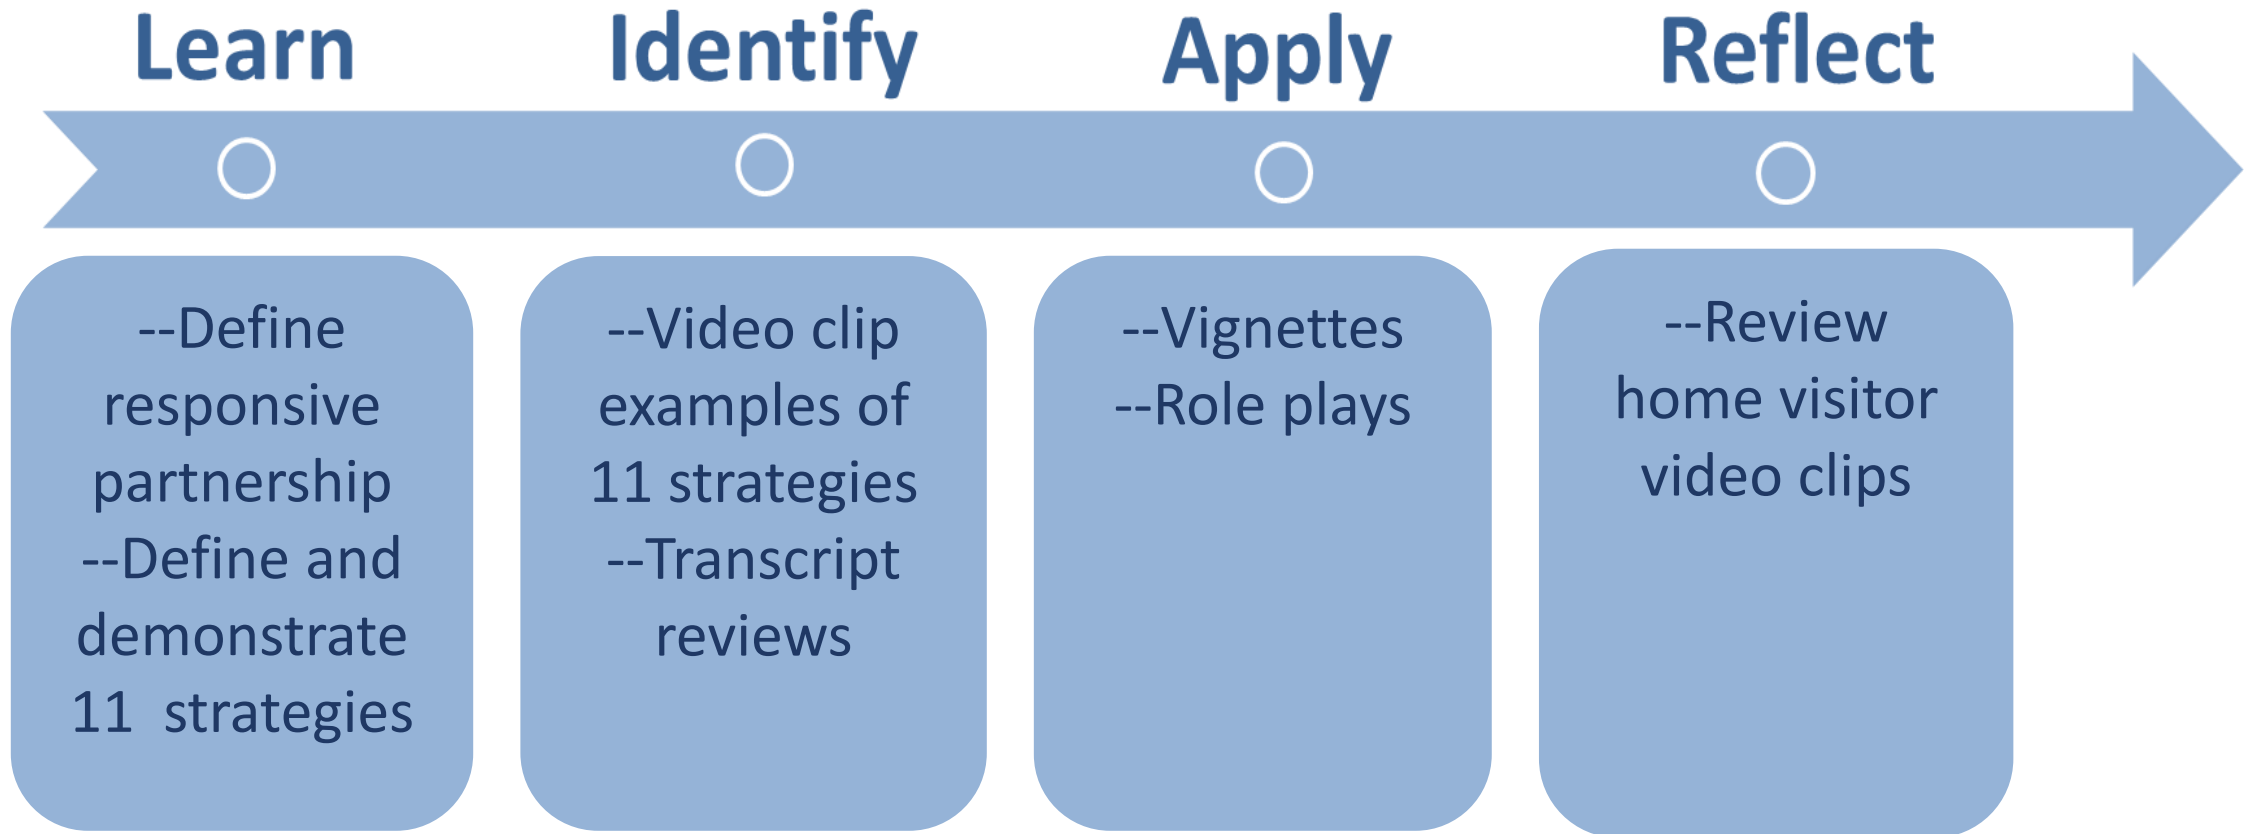 Learn
Identify
Apply
Reflect
--Define
responsive
partnership
--Define and
demonstrate
11  strategies
--Video clip
examples of
11 strategies
--Transcript
reviews
--Vignettes
--Role plays
--Review
home visitor
video clips